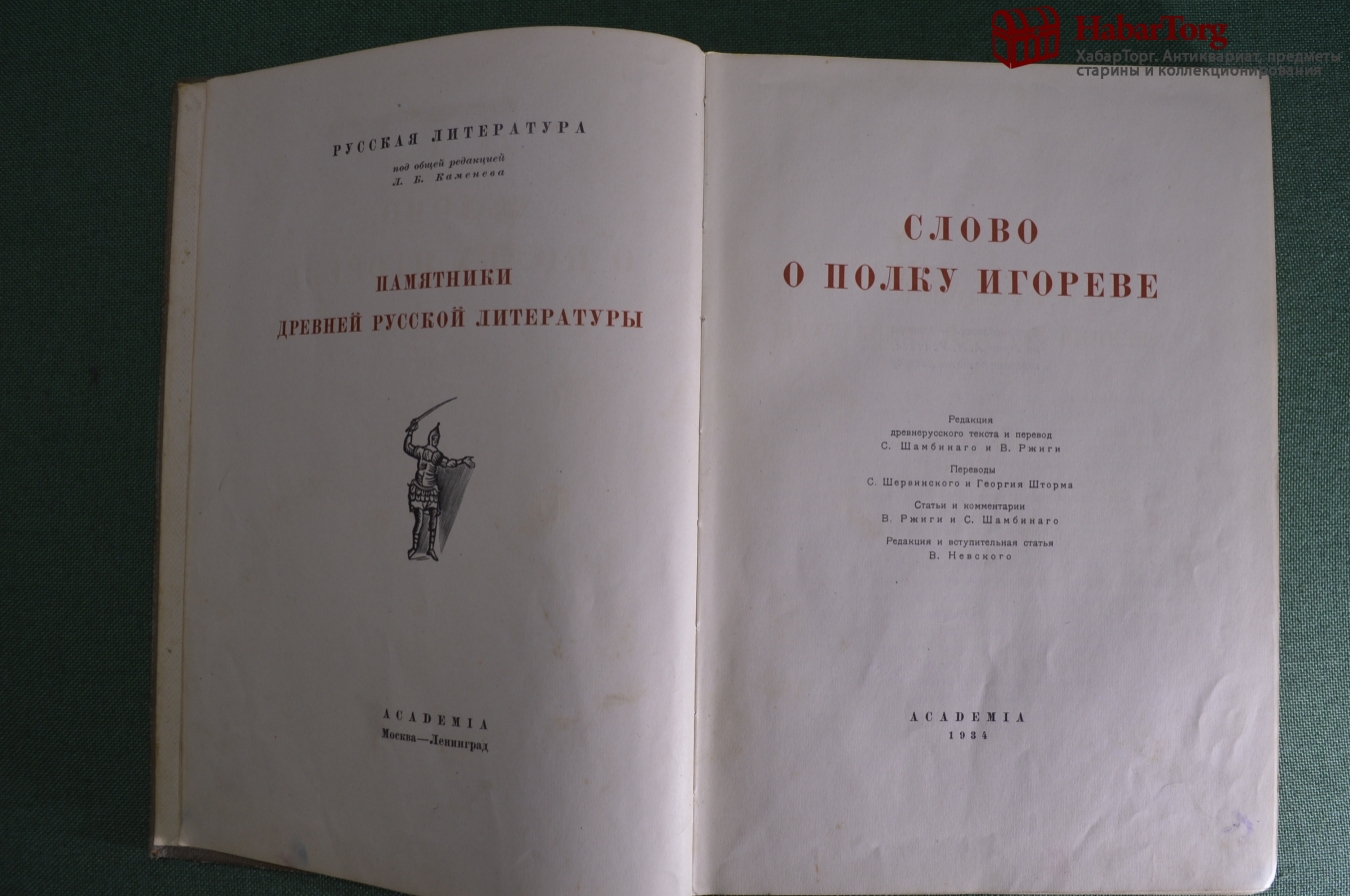 HabarTorg
ХабарТорг. Антиквариат, предметы
старины и коллекционирования
РУССКАЯ ЛИТЕРАТУРА
под общей редакцией
Л. Б. Каменева
ПАМЯТНИКИ
ДРЕВНЕЙ РУССКОЙ ЛИТЕРАТУРЫ
ACADEMIA
Москва—Ленинград
СЛОВО
О ПОЛКУ ИГОРЕВЕ
Редакция
древнерусского текста и перевод
С. Шамбинаго и В. Ржиги
Переводы
С. Шервинского и Георгия Шторма
Статьи и комментарии
В. Ржиги и С. Шамбинаго
Редакция и вступительная статья
В. Невского
ACADEMIA
1934